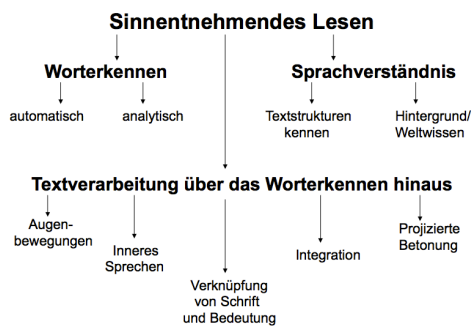 Sinnentnehmendes Lesen
Worterkennen
Sprachverständnis
automatisch
analytisch
Textstrukturen
kennen
Hintergrund/
Weltwissen
Textverarbeitung über das Worterkennen hinaus
Augen-
bewegungen
Inneres
Sprechen
Verknüpfung
von Schrift
und Bedeutung
Integration
Projizierte
Betonung